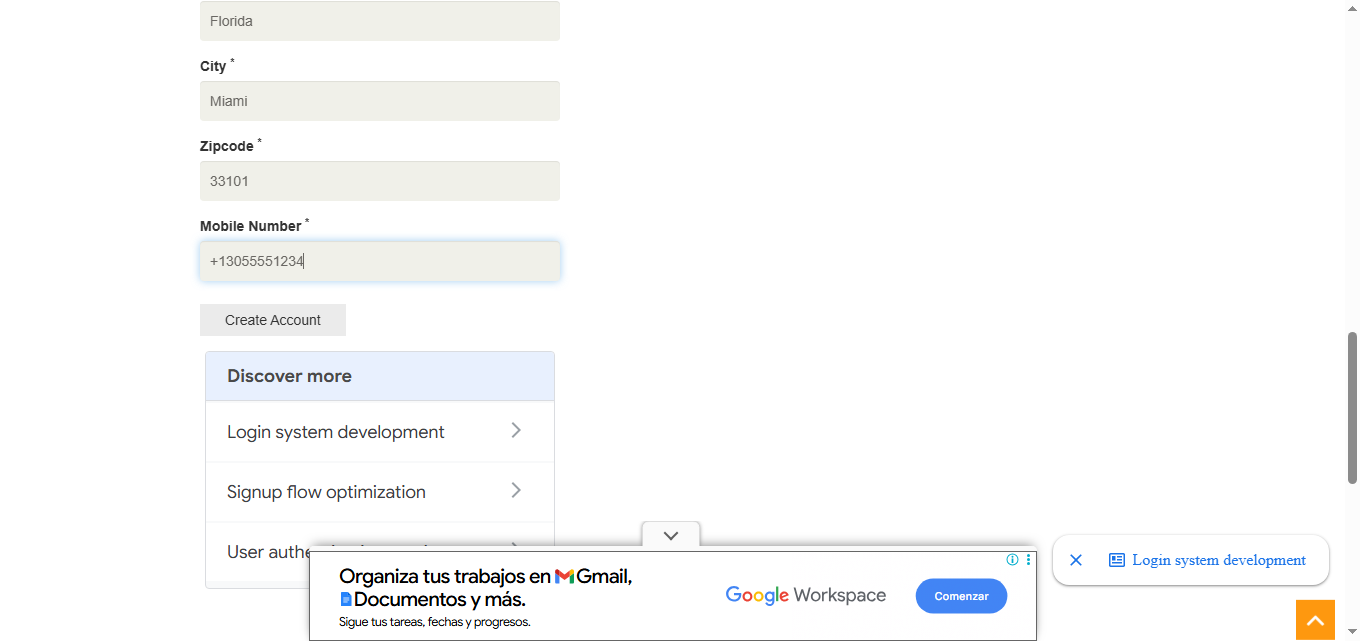 Florida
City *
Miami
Zipcode *
33101
Mobile Number *
+13055551234
Create Account
Discover more
Login system development
Signup flow optimization
User authe
Organiza tus trabajos en Gmail,
Documentos y más.
Sigue tus tareas, fechas y progresos.
Google Workspace
Comenzar
Login system development